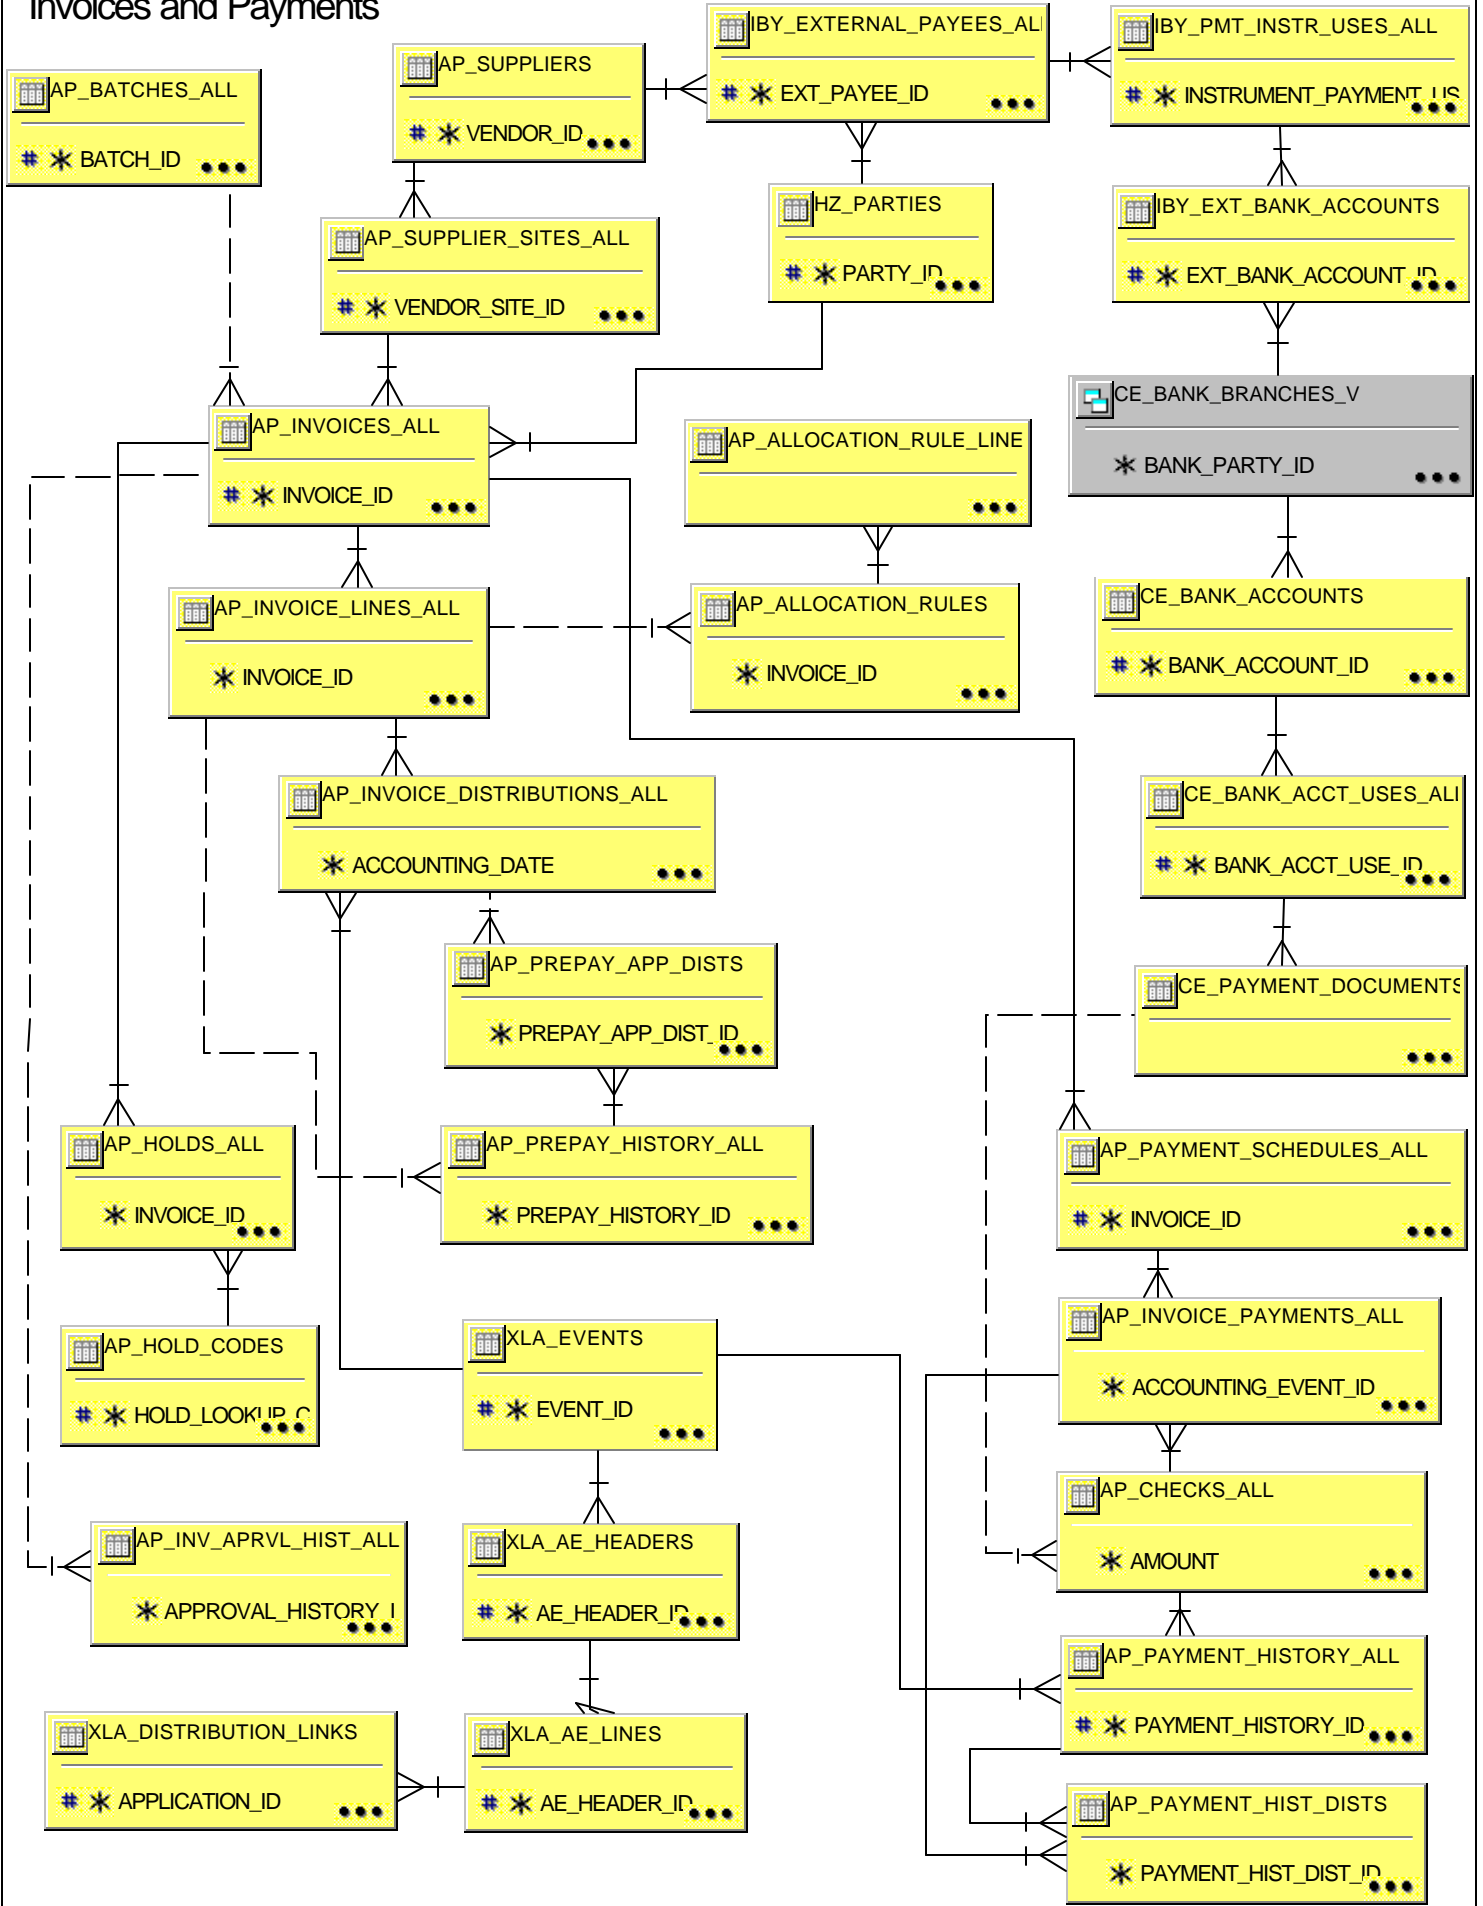 Invoices and Payments
IBY_EXTERNAL_PAYEES_AL
# * EXT_PAYEE_ID
IBY_PMT_INSTR_USES_ALL
# * INSTRUMENT_PAYMENT_US
AP_SUPPLIERS
# * VENDOR_ID
AP_BATCHES_ALL
# * BATCH_ID
HZ_PARTIES
# * PARTY_ID
IBY_EXT_BANK_ACCOUNTS
# * EXT_BANK_ACCOUNT_ID
AP_SUPPLIER_SITES_ALL
# * VENDOR_SITE_ID
CE_BANK_BRANCHES_V
* BANK_PARTY_ID
AP_INVOICES_ALL
# * INVOICE_ID
AP_ALLOCATION_RULE_LINE
AP_INVOICE_LINES_ALL
* INVOICE_ID
AP_ALLOCATION_RULES
* INVOICE_ID
CE_BANK_ACCOUNTS
# * BANK_ACCOUNT_ID
AP_INVOICE_DISTRIBUTIONS_ALL
* ACCOUNTING_DATE
CE_BANK_ACCT_USES_ALL
# * BANK_ACCT_USE_ID
AP_PREPAY_APP_DISTS
* PREPAY_APP_DIST_ID
CE_PAYMENT_DOCUMENTS
AP_HOLDS_ALL
* INVOICE_ID
AP_PREPAY_HISTORY_ALL
* PREPAY_HISTORY_ID
AP_PAYMENT_SCHEDULES_ALL
# * INVOICE_ID
AP_HOLD_CODES
# * HOLD_LOOKUP_C
XLA_EVENTS
# * EVENT_ID
AP_INVOICE_PAYMENTS_ALL
* ACCOUNTING_EVENT_ID
AP_CHECKS_ALL
* AMOUNT
AP_INV_APRVL_HIST_ALL
* APPROVAL_HISTORY_I
XLA_AE_HEADERS
# * AE_HEADER_ID
AP_PAYMENT_HISTORY_ALL
# * PAYMENT_HISTORY_ID
XLA_DISTRIBUTION_LINKS
# * APPLICATION_ID
XLA_AE_LINES
# * AE_HEADER_ID
AP_PAYMENT_HIST_DISTS
* PAYMENT_HIST_DIST_ID